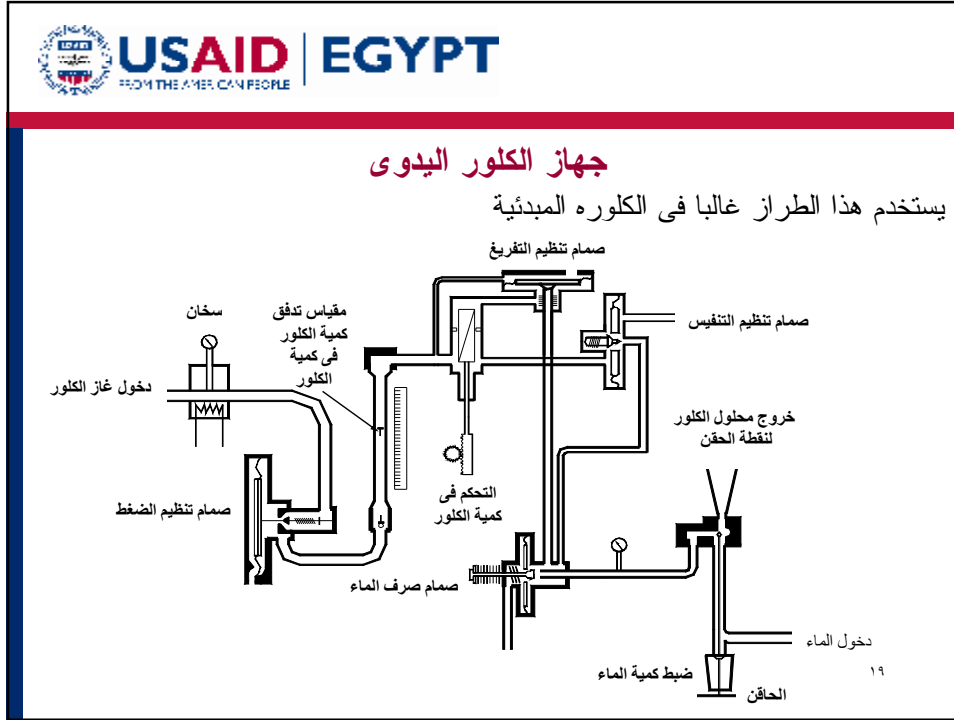 USAID | EGYPT
FROM THE AMERICAN PEOPLE
جهاز الكلور اليدوى
يستخدم هذا الطراز غالبا فى الكلوره المبدئية
صمام تنظيم التفريغ
سخان
مقياس تدفق
كمية الكلور
فى كمية
الكلور
صمام تنظيم التنفيس
دخول غاز الكلور
خروج محلول الكلور
لنقطة الحقن
صمام تنظيم الضغط
التحكم فى
كمية الكلور
صمام صرف الماء
دخول الماء
ضبط كمية الماء
الحاقن
١٩